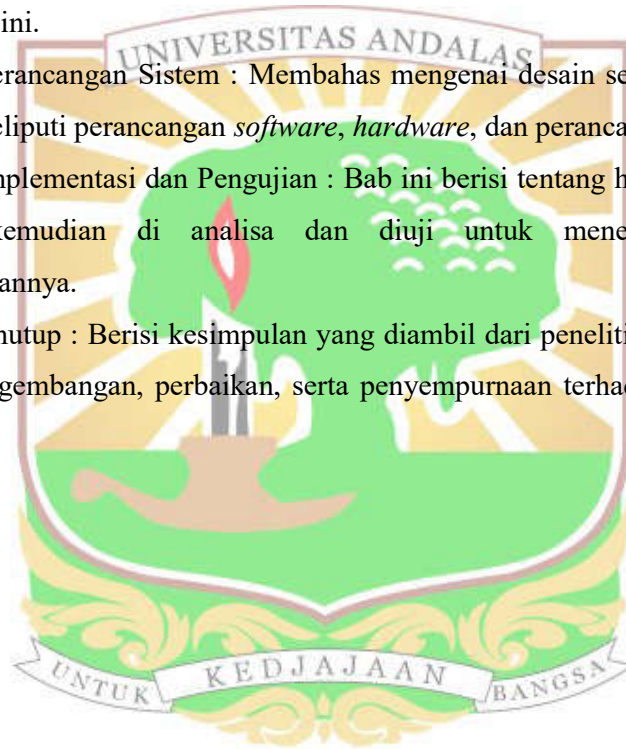 ini.
UNIVERSITAS ANDALAS
erancangan Sistem : Membahas mengenai desain se
eliputi perancangan software, hardware, dan peranca
nplementasi dan Pengujian : Bab ini berisi tentang h
kemudian di analisa dan diuji untuk mene
annya.
nutup : Berisi kesimpulan yang diambil dari peneliti
gembangan, perbaikan, serta penyempurnaan terhad
UNTUK KEDJAJAAN BANGSA